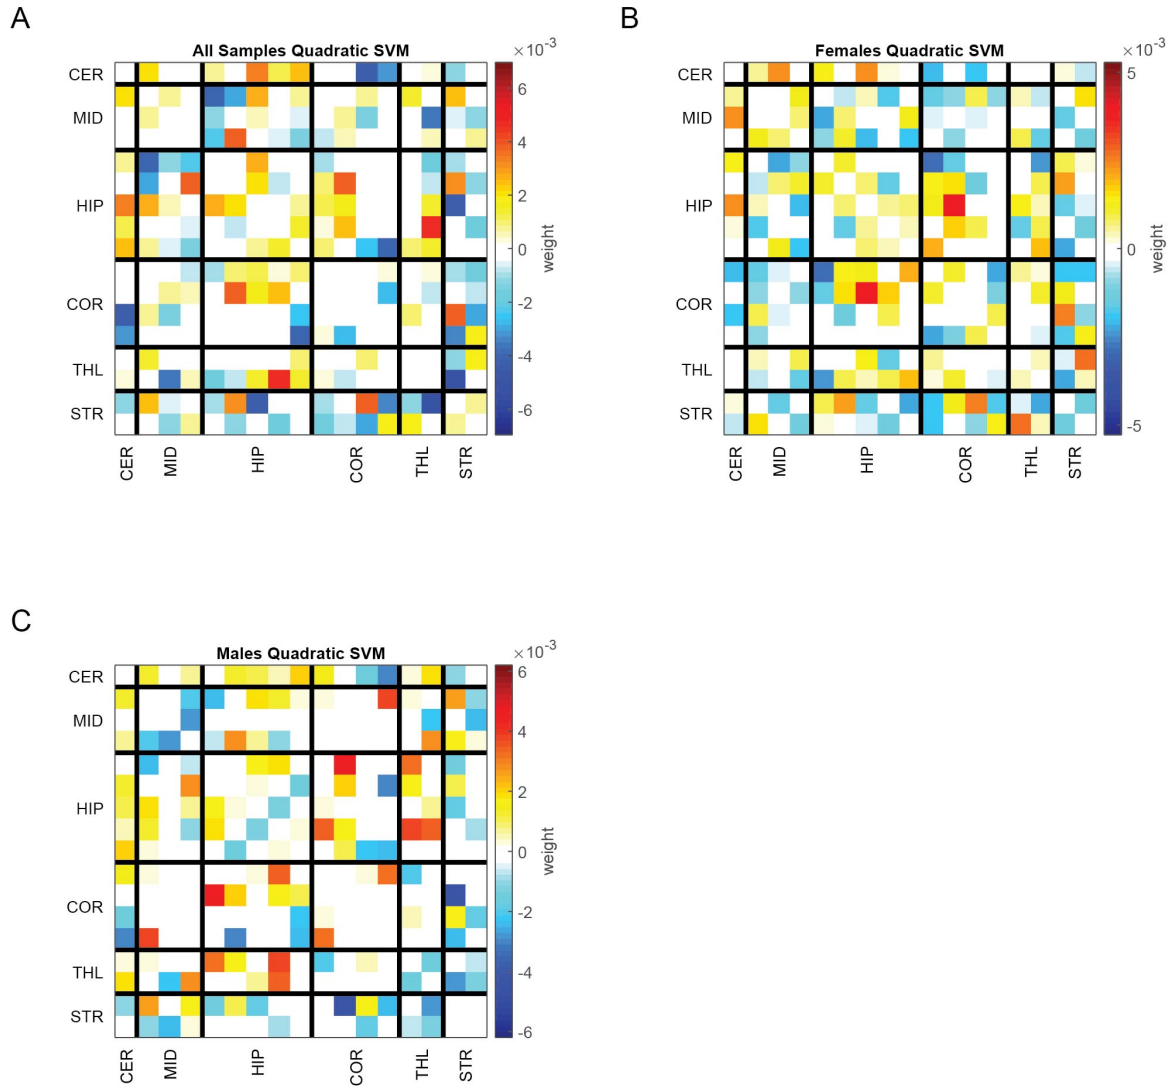 A
B
All Samples Quadratic SVM
×10⁻³
Females Quadratic SVM
×10⁻³
CER
MID
HIP
COR
THL
STR
6
4
2
0
-2
-4
-6
weight
CER
MID
HIP
COR
THL
STR
CER
MID
HIP
COR
THL
STR
5
0
-5
weight
CER
MID
HIP
COR
THL
STR
C
Males Quadratic SVM
×10⁻³
CER
MID
HIP
COR
THL
STR
6
4
2
0
-2
-4
-6
weight
CER
MID
HIP
COR
THL
STR